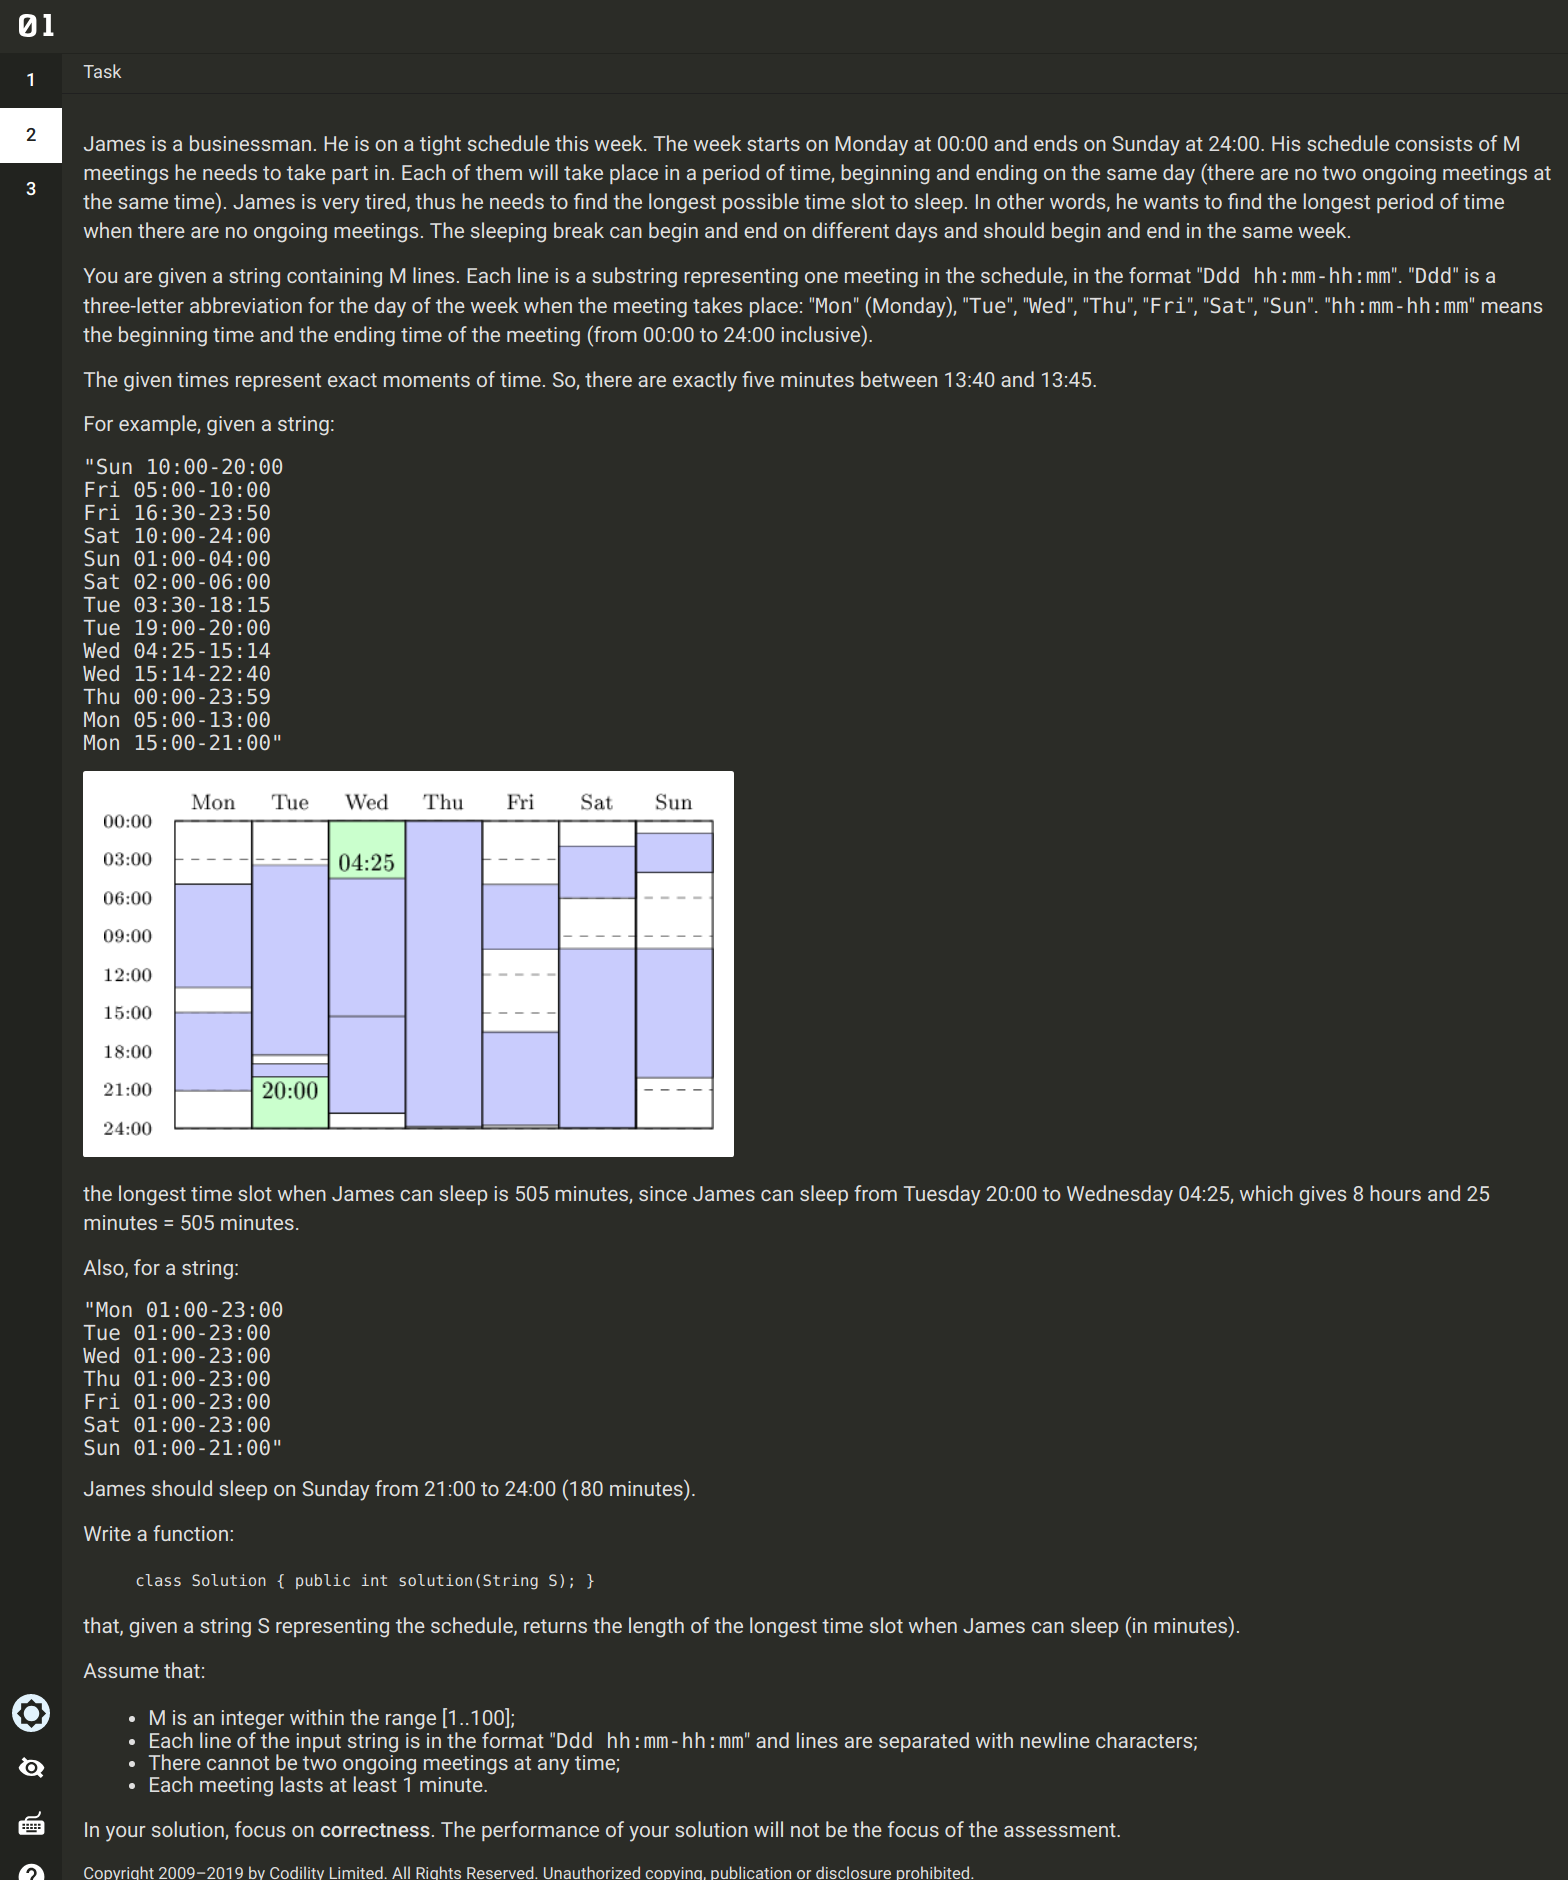 01
1
2
3
Task
James is a businessman. He is on a tight schedule this week. The week starts on Monday at 00:00 and ends on Sunday at 24:00. His schedule consists of M
meetings he needs to take part in. Each of them will take place in a period of time, beginning and ending on the same day (there are no two ongoing meetings at
the same time). James is very tired, thus he needs to find the longest possible time slot to sleep. In other words, he wants to find the longest period of time
when there are no ongoing meetings. The sleeping break can begin and end on different days and should begin and end in the same week.
You are given a string containing M lines. Each line is a substring representing one meeting in the schedule, in the format "Ddd hh:mm-hh:mm". "Ddd" is a
three-letter abbreviation for the day of the week when the meeting takes place: "Mon" (Monday), "Tue", "Wed", "Thu", "Fri", "Sat", "Sun". "hh:mm-hh:mm" means
the beginning time and the ending time of the meeting (from 00:00 to 24:00 inclusive).
The given times represent exact moments of time. So, there are exactly five minutes between 13:40 and 13:45.
For example, given a string:
"Sun 10:00-20:00
Fri 05:00-10:00
Fri 16:30-23:50
Sat 10:00-24:00
Sun 01:00-04:00
Sat 02:00-06:00
Tue 03:30-18:15
Tue 19:00-20:00
Wed 04:25-15:14
Wed 15:14-22:40
Thu 00:00-23:59
Mon 05:00-13:00
Mon 15:00-21:00"
Mon Tue Wed Thu Fri Sat Sun
00:00
03:00
04:25
06:00
09:00
12:00
15:00
18:00
21:00
20:00
24:00
the longest time slot when James can sleep is 505 minutes, since James can sleep from Tuesday 20:00 to Wednesday 04:25, which gives 8 hours and 25
minutes = 505 minutes.
Also, for a string:
"Mon 01:00-23:00
Tue 01:00-23:00
Wed 01:00-23:00
Thu 01:00-23:00
Fri 01:00-23:00
Sat 01:00-23:00
Sun 01:00-21:00"
James should sleep on Sunday from 21:00 to 24:00 (180 minutes).
Write a function:
class Solution { public int solution(String S); }
that, given a string S representing the schedule, returns the length of the longest time slot when James can sleep (in minutes).
Assume that:
• M is an integer within the range [1..100];
• Each line of the input string is in the format "Ddd hh:mm-hh:mm" and lines are separated with newline characters;
• There cannot be two ongoing meetings at any time;
• Each meeting lasts at least 1 minute.
In your solution, focus on correctness. The performance of your solution will not be the focus of the assessment.
Copyright 2009–2019 by Codility Limited. All Rights Reserved. Unauthorized copying, publication or disclosure prohibited.